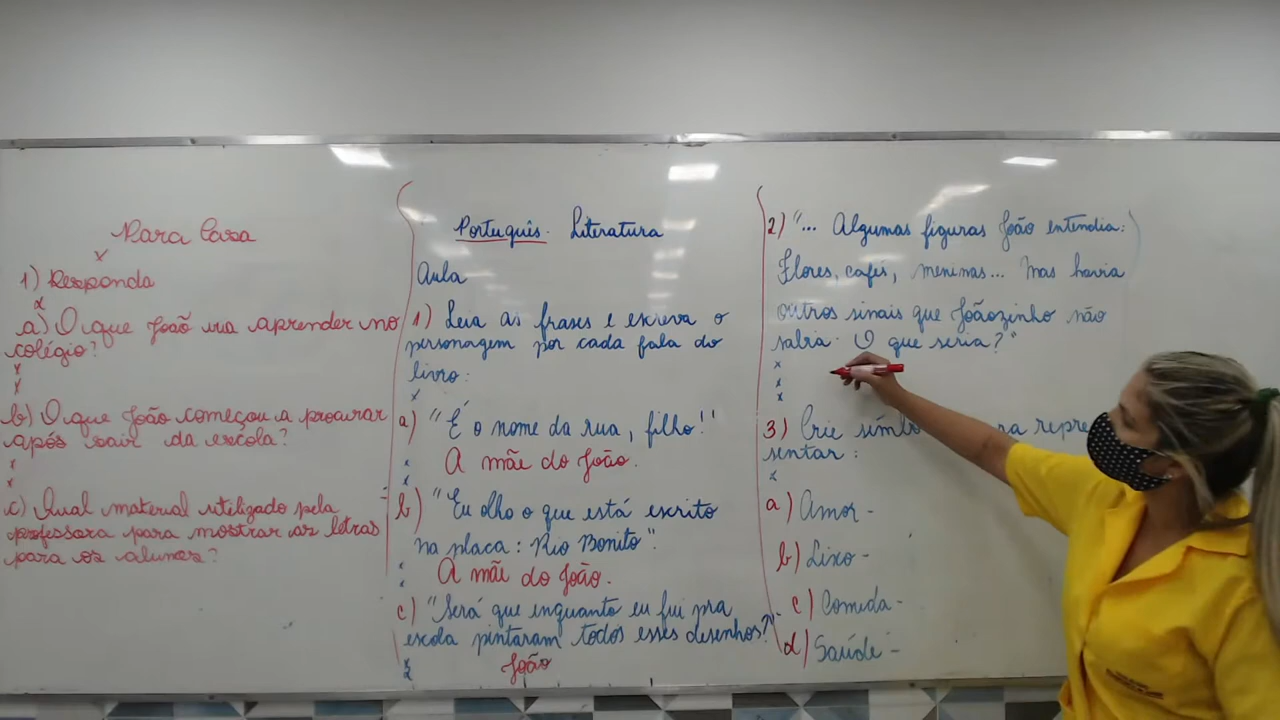 Para Casa
x
1) Responda
x
a) O que João ia aprender no
colégio?
x
x
b) O que João começou a procurar
após sair da escola?
x
x
c) Qual material utilizado pela
professora para mostrar as letras
para os alunos?
Português. Literatura
Aula
1) Leia as frases e escreva o
personagem por cada fala do
livro:
x
a) "É o nome da rua, filho!"
x
A mãe do João.
x
b) "Eu olho o que está escrito
na placa: Rio Bonito".
A mãe do João.
c) "Será que enquanto eu fui pra
escola pintaram todos esses desenhos?"
João
2) "... Algumas figuras João entendia:
Flores, cafés, meninas... Mas havia
outros sinais que Joãozinho não
sabia. O que seria?"
x
x
x
3) Crie símbo ra repre
sentar:
x
a) Amor -
b) Lixo -
c) Comida -
d) Saúde -